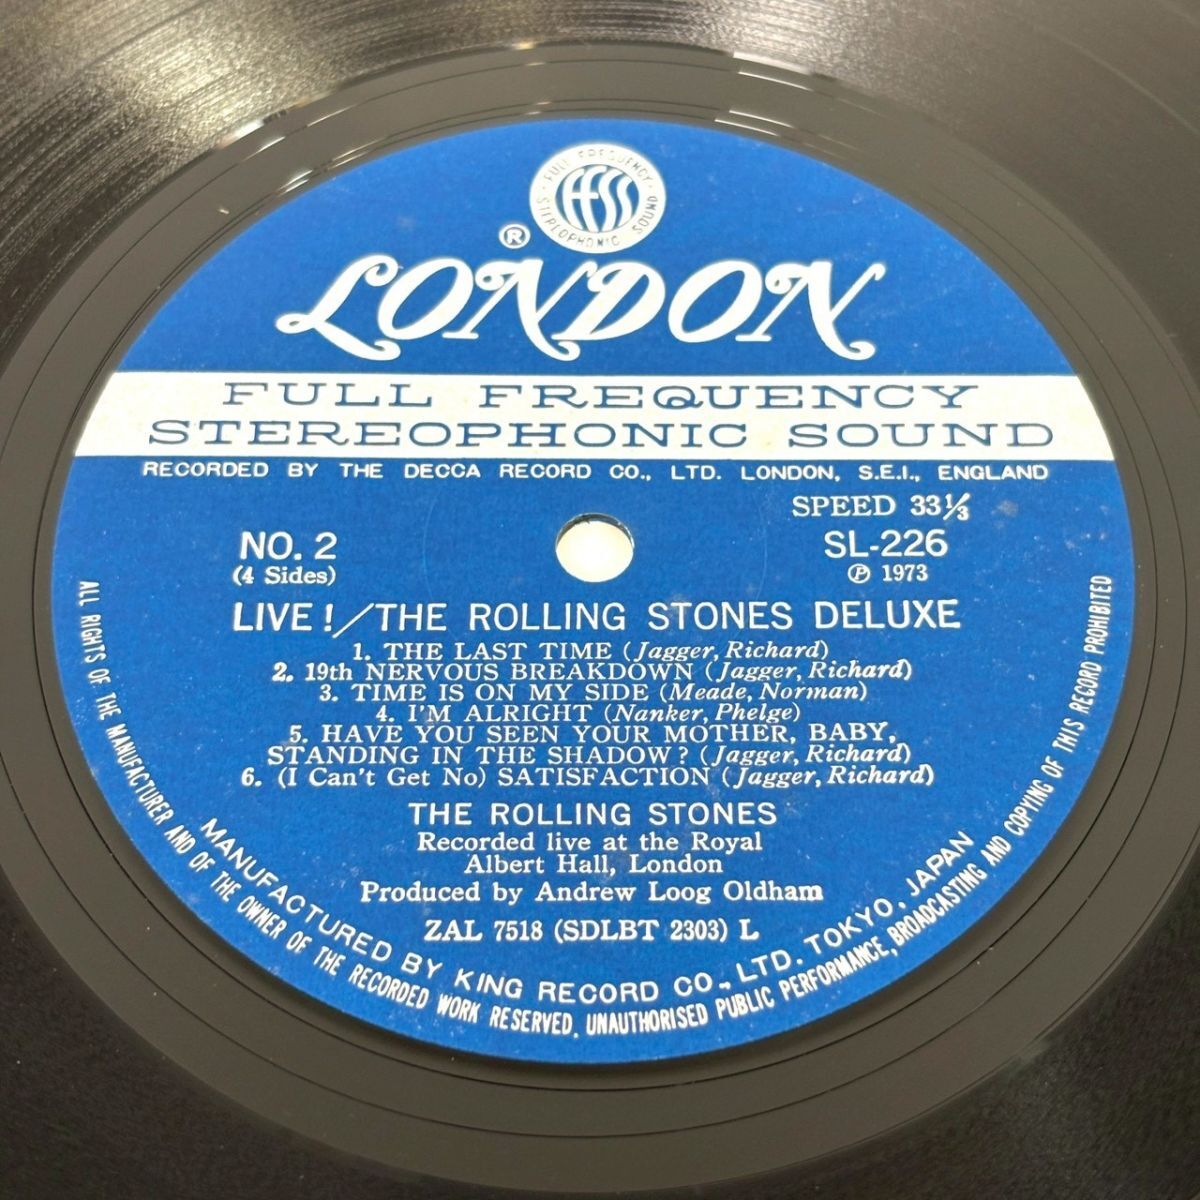 FULL FREQUENCY STEREOPHONIC SOUND
ffSS
®
LONDON
FULL FREQUENCY
STEREOPHONIC SOUND
RECORDED BY THE DECCA RECORD CO., LTD. LONDON, S.E.I., ENGLAND
SPEED 33⅓
NO. 2
(4 Sides)
SL-226
Ⓟ 1973
LIVE!/THE ROLLING STONES DELUXE
1. THE LAST TIME (Jagger, Richard)
2. 19th NERVOUS BREAKDOWN (Jagger, Richard)
3. TIME IS ON MY SIDE (Meade, Norman)
4. I'M ALRIGHT (Nanker, Phelge)
5. HAVE YOU SEEN YOUR MOTHER, BABY,
STANDING IN THE SHADOW? (Jagger, Richard)
6. (I Can't Get No) SATISFACTION (Jagger, Richard)
THE ROLLING STONES
Recorded live at the Royal
Albert Hall, London
Produced by Andrew Loog Oldham
ZAL 7518 (SDLBT 2303) L
MANUFACTURED BY KING RECORD CO., LTD. TOKYO, JAPAN
ALL RIGHTS OF THE MANUFACTURER AND OF THE OWNER OF THE RECORDED WORK RESERVED. UNAUTHORISED PUBLIC PERFORMANCE, BROADCASTING AND COPYING OF THIS RECORD PROHIBITED